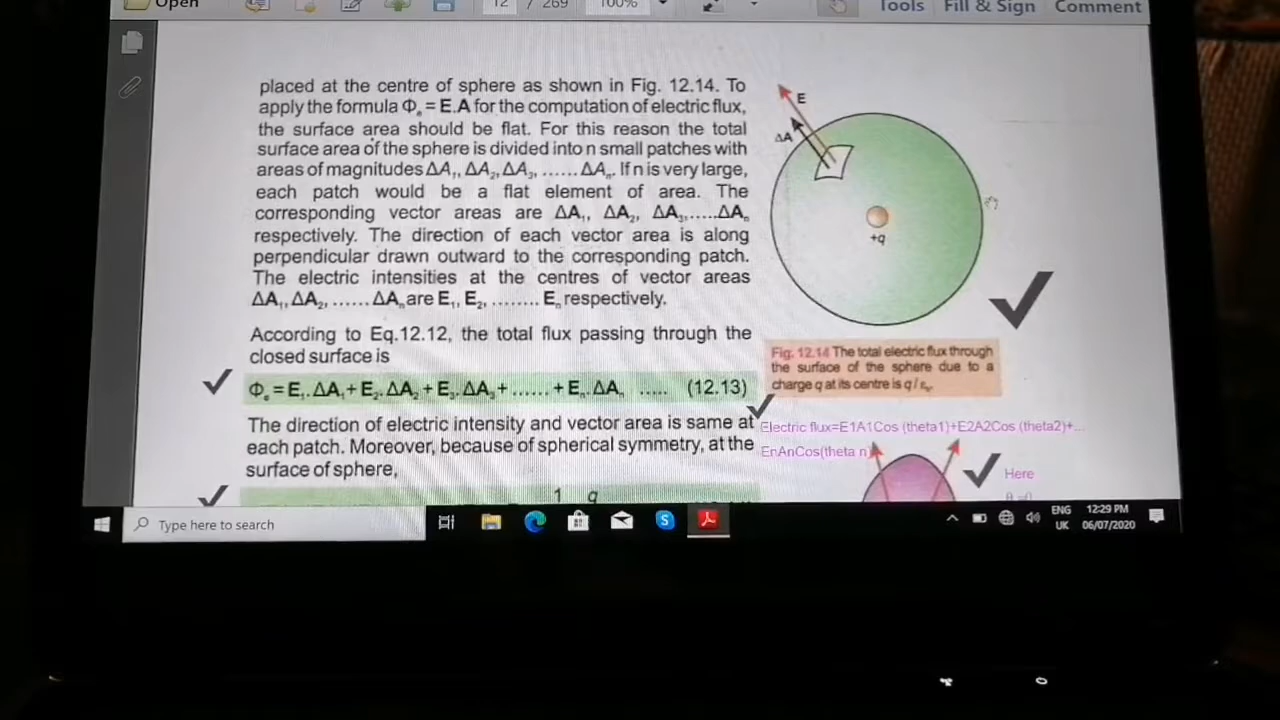 Open
12 / 269
100%
Tools Fill & Sign Comment
placed at the centre of sphere as shown in Fig. 12.14. To
apply the formula Φₑ = E.A for the computation of electric flux,
the surface area should be flat. For this reason the total
surface area of the sphere is divided into n small patches with
areas of magnitudes ΔA₁, ΔA₂, ΔA₃, ...... ΔAₙ. If n is very large,
each patch would be a flat element of area. The
corresponding vector areas are ΔA₁, ΔA₂, ΔA₃,.....ΔAₙ
respectively. The direction of each vector area is along
perpendicular drawn outward to the corresponding patch.
The electric intensities at the centres of vector areas
ΔA₁, ΔA₂, ...... ΔAₙ are E₁, E₂, ........ Eₙ respectively.
According to Eq.12.12, the total flux passing through the
closed surface is
Φₑ = E₁.ΔA₁ + E₂.ΔA₂ + E₃.ΔA₃ + ...... + Eₙ.ΔAₙ ..... (12.13)
The direction of electric intensity and vector area is same at
each patch. Moreover, because of spherical symmetry, at the
surface of sphere,
1 q
E
ΔA
+q
Fig. 12.14 The total electric flux through
the surface of the sphere due to a
charge q at its centre is q / ε₀.
Electric flux=E1A1Cos (theta1)+E2A2Cos (theta2)+...
EnAnCos(theta n)
Here
Type here to search
ENG
UK
12:29 PM
06/07/2020